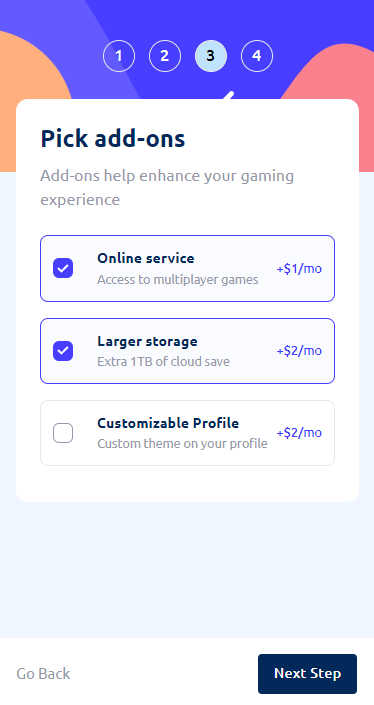 1 2 3 4
Pick add-ons
Add-ons help enhance your gaming
experience
Online service
Access to multiplayer games
+$1/mo
Larger storage
Extra 1TB of cloud save
+$2/mo
Customizable Profile
Custom theme on your profile
+$2/mo
Go Back
Next Step